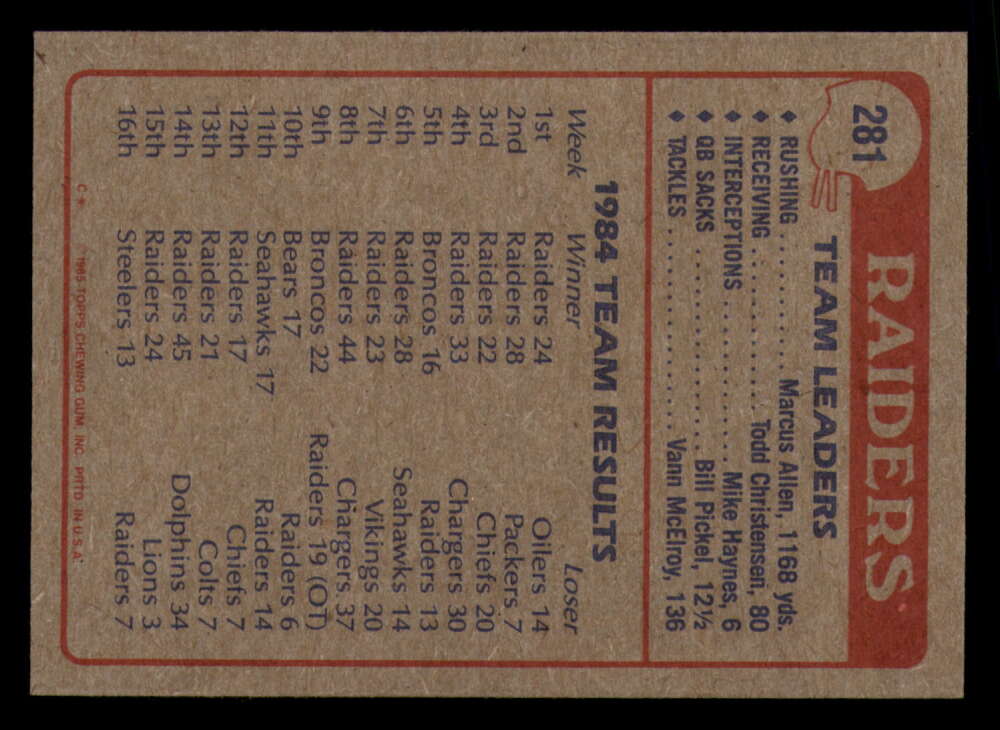 281
RAIDERS
TEAM LEADERS
♦ RUSHING ........ Marcus Allen, 1168 yds.
♦ RECEIVING ........... Todd Christensen, 80
♦ INTERCEPTIONS ............ Mike Haynes, 6
♦ QB SACKS ................ Bill Pickel, 12½
♦ TACKLES ................ Vann McElroy, 136
1984 TEAM RESULTS
Week Winner Loser
1st Raiders 24 Oilers 14
2nd Raiders 28 Packers 7
3rd Raiders 22 Chiefs 20
4th Raiders 33 Chargers 30
5th Broncos 16 Raiders 13
6th Raiders 28 Seahawks 14
7th Raiders 23 Vikings 20
8th Raiders 44 Chargers 37
9th Broncos 22 Raiders 19 (OT)
10th Bears 17 Raiders 6
11th Seahawks 17 Raiders 14
12th Raiders 17 Chiefs 7
13th Raiders 21 Colts 7
14th Raiders 45 Dolphins 34
15th Raiders 24 Lions 3
16th Steelers 13 Raiders 7
C * 1985 TOPPS CHEWING GUM, INC. PRTD. IN U.S.A.